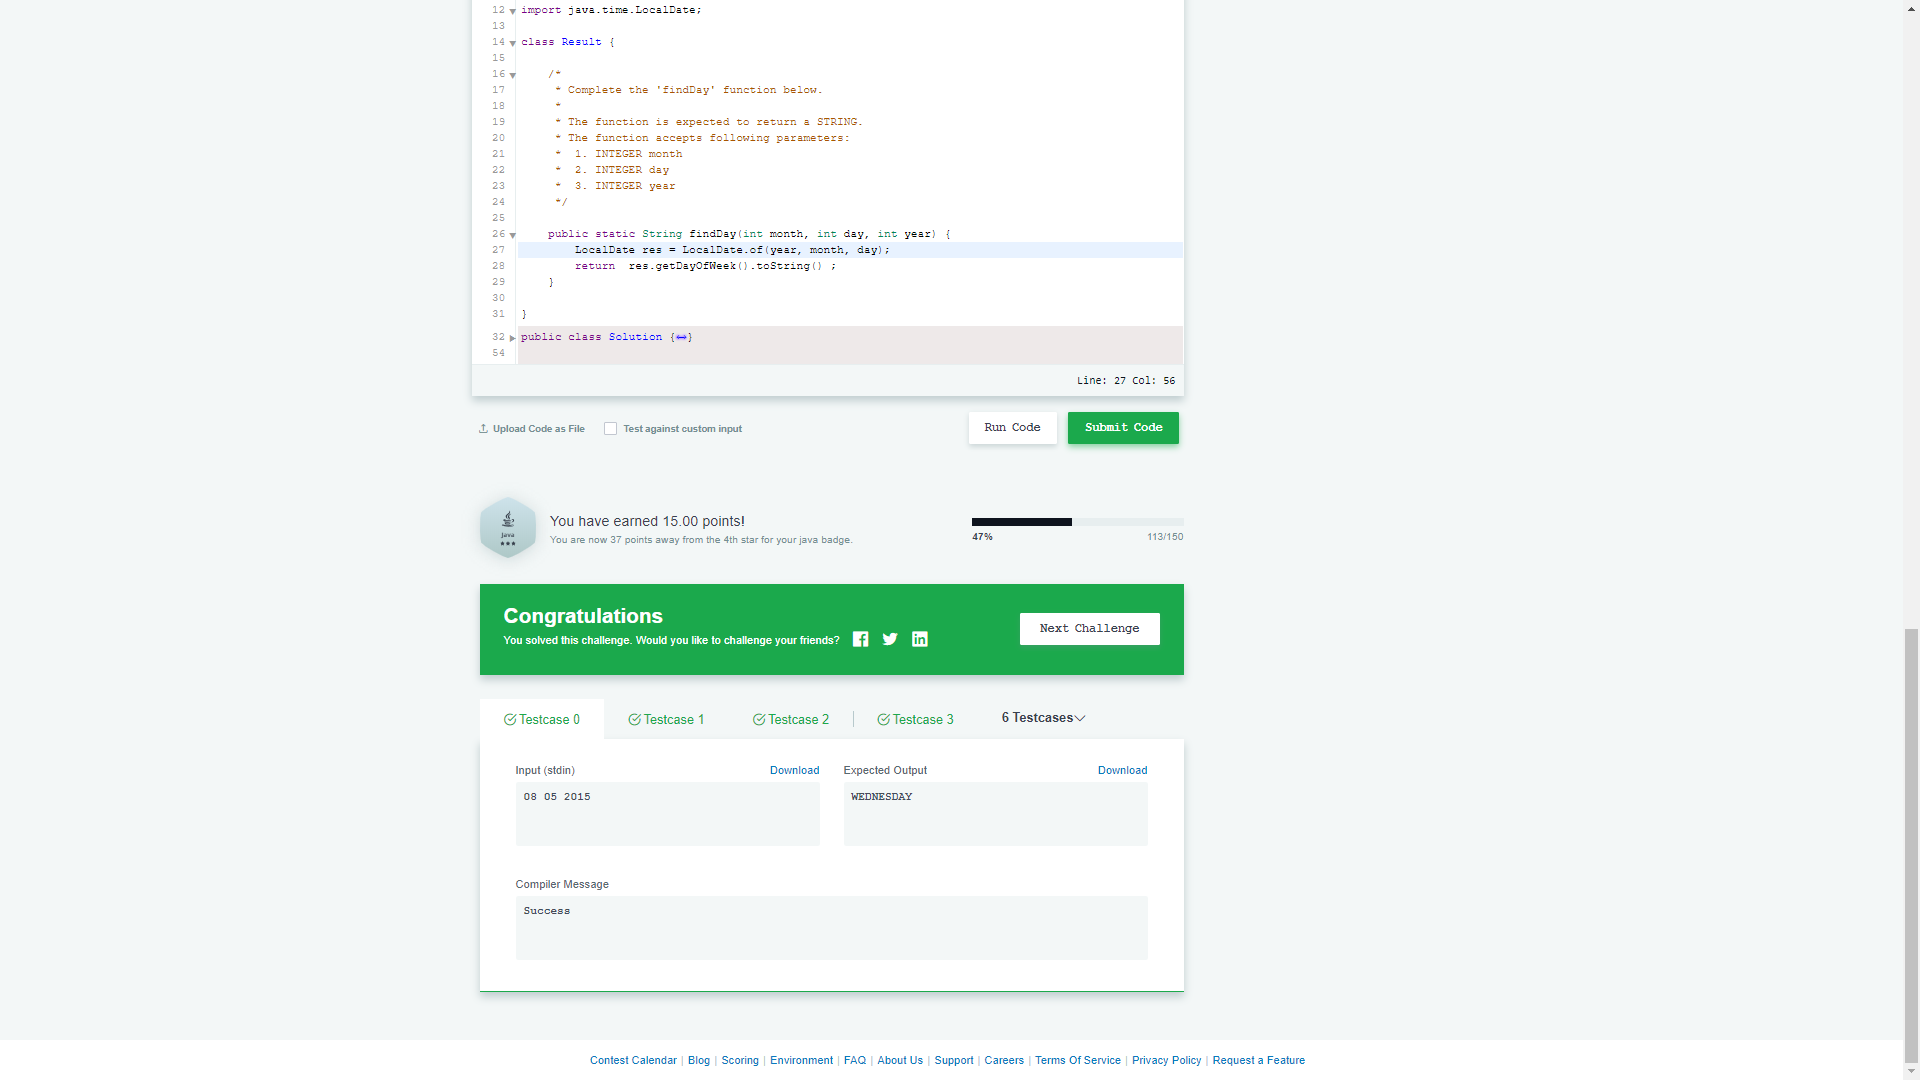 12 import java.time.LocalDate;
13
14 class Result {
15
16 /*
17 * Complete the 'findDay' function below.
18 *
19 * The function is expected to return a STRING.
20 * The function accepts following parameters:
21 * 1. INTEGER month
22 * 2. INTEGER day
23 * 3. INTEGER year
24 */
25
26 public static String findDay(int month, int day, int year) {
27 LocalDate res = LocalDate.of(year, month, day);
28 return  res.getDayOfWeek().toString() ;
29 }
30
31 }
32 public class Solution {↔}
54
Line: 27 Col: 56
Upload Code as File Test against custom input Run Code Submit Code
Java
★★★
You have earned 15.00 points!
You are now 37 points away from the 4th star for your java badge.
47% 113/150
Congratulations
You solved this challenge. Would you like to challenge your friends?
Next Challenge
Testcase 0 Testcase 1 Testcase 2 Testcase 3 6 Testcases
Input (stdin) Download Expected Output Download
08 05 2015 WEDNESDAY
Compiler Message
Success
Contest Calendar | Blog | Scoring | Environment | FAQ | About Us | Support | Careers | Terms Of Service | Privacy Policy | Request a Feature